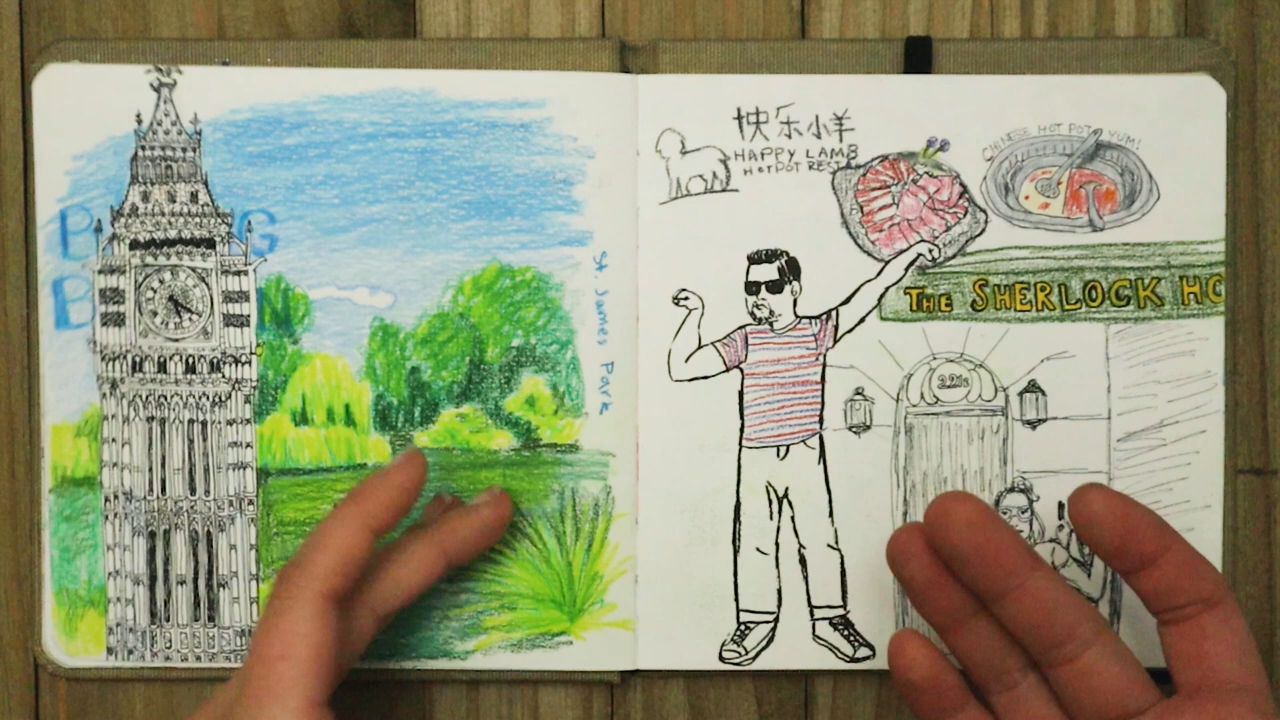 B G
B
St. James Park
快乐小羊
HAPPY LAMB
HOTPOT REST
CHINESE HOT POT YUM!
THE SHERLOCK HO
221b